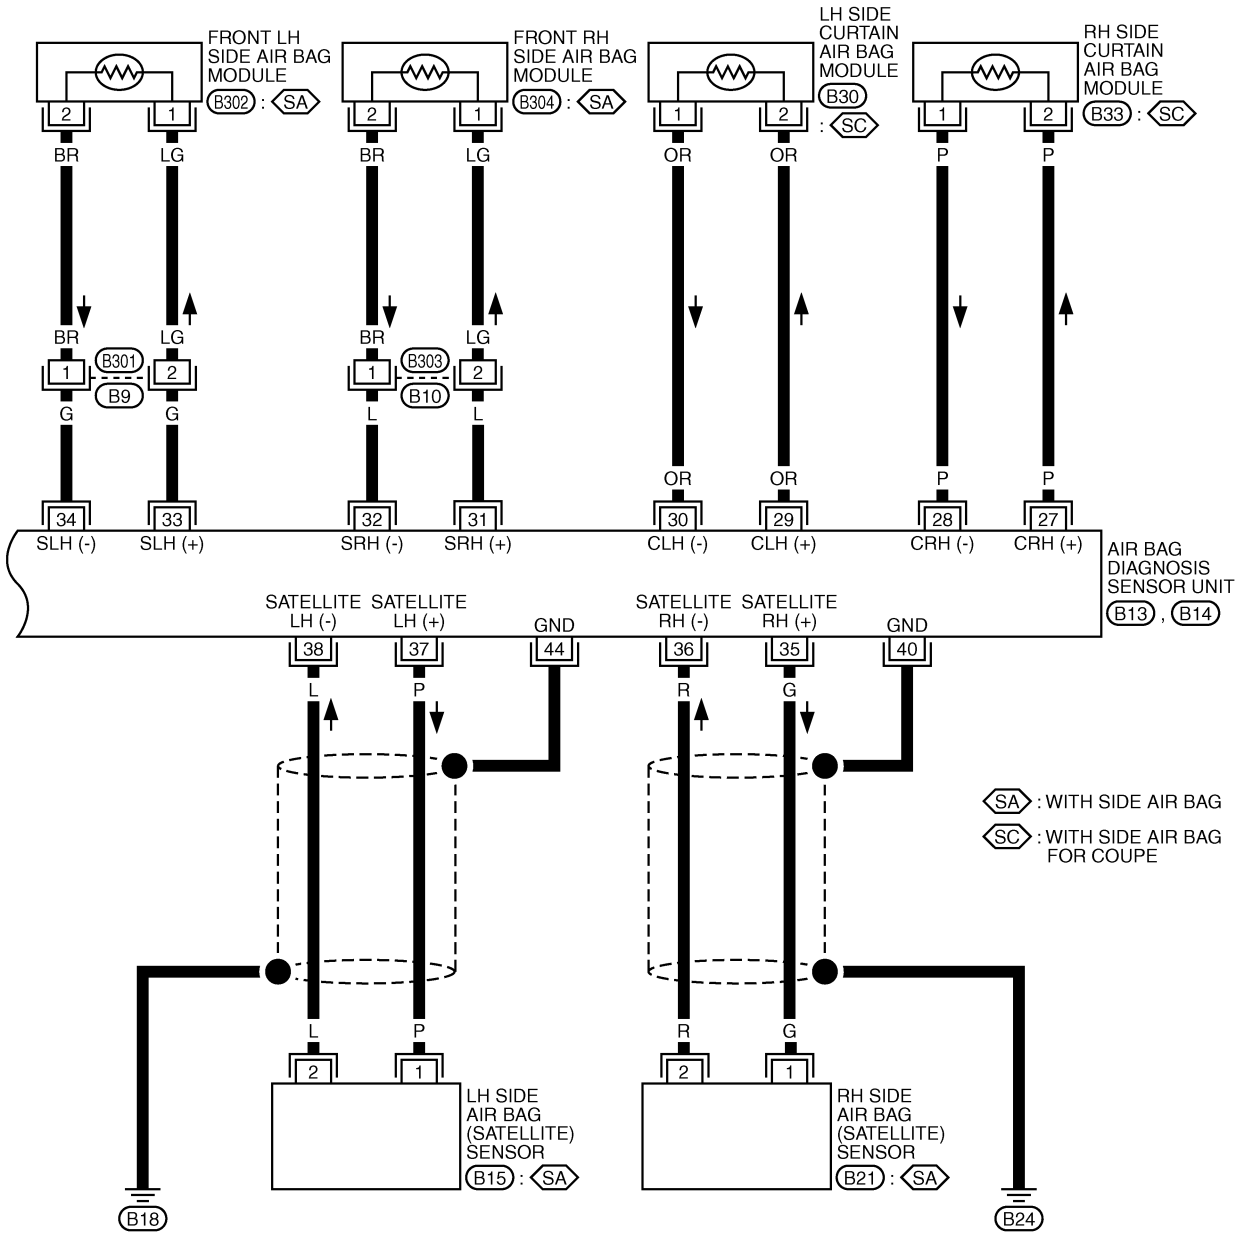 FRONT LH
SIDE AIR BAG
MODULE
B302 : SA
FRONT RH
SIDE AIR BAG
MODULE
B304 : SA
LH SIDE
CURTAIN
AIR BAG
MODULE
B30
: SC
RH SIDE
CURTAIN
AIR BAG
MODULE
B33 : SC
2 1 2 1 1 2 1 2
BR LG BR LG OR OR P P
BR LG BR LG
B301 B303
1 2 1 2
B9 B10
G G L L
OR OR P P
34 33 32 31 30 29 28 27
SLH (-) SLH (+) SRH (-) SRH (+) CLH (-) CLH (+) CRH (-) CRH (+)
AIR BAG
DIAGNOSIS
SENSOR UNIT
B13 , B14
SATELLITE SATELLITE SATELLITE SATELLITE
LH (-) LH (+) GND RH (-) RH (+) GND
38 37 44 36 35 40
L P R G
SA : WITH SIDE AIR BAG
SC : WITH SIDE AIR BAG
FOR COUPE
L P R G
2 1 2 1
LH SIDE
AIR BAG
(SATELLITE)
SENSOR
B15 : SA
RH SIDE
AIR BAG
(SATELLITE)
SENSOR
B21 : SA
B18 B24